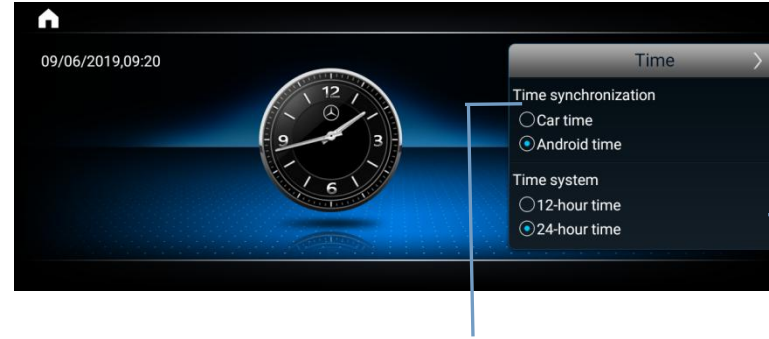 09/06/2019,09:20
Time
Time synchronization
Car time
Android time
Time system
12-hour time
24-hour time
12
3
6
9